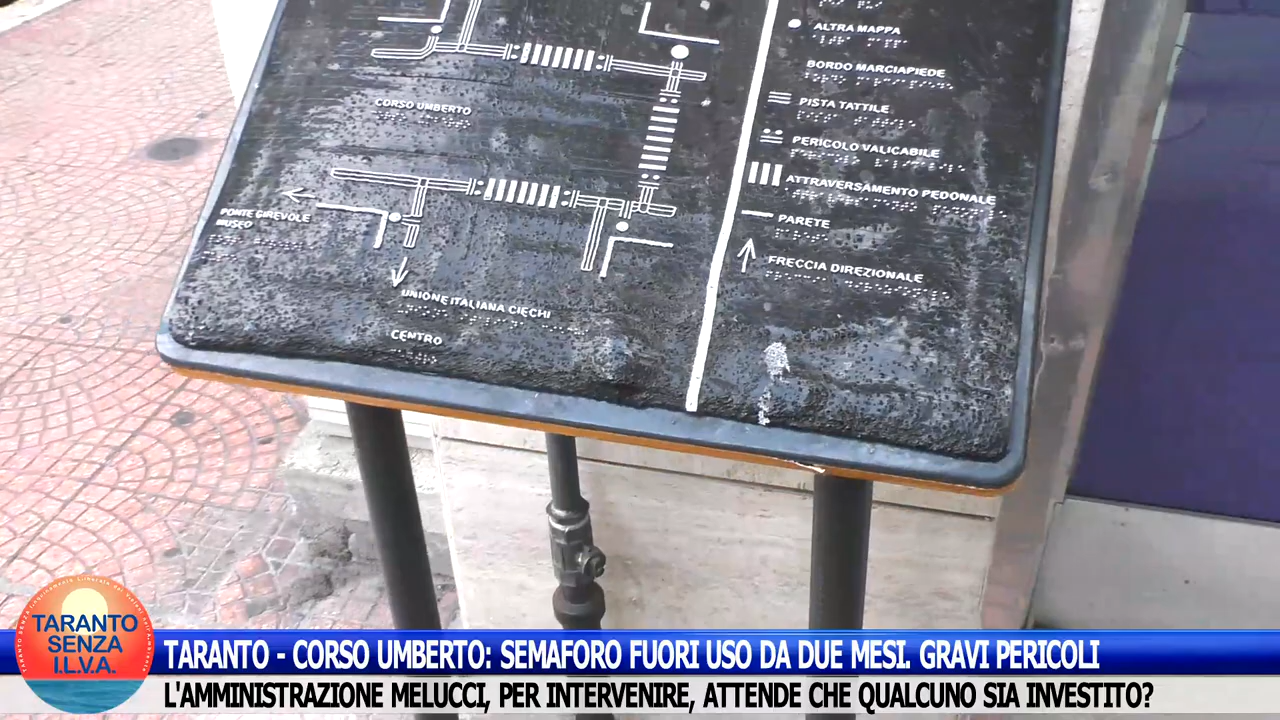 ALTRA MAPPA
BORDO MARCIAPIEDE
CORSO UMBERTO
PISTA TATTILE
PERICOLO VALICABILE
ATTRAVERSAMENTO PEDONALE
PONTE GIREVOLE
MUSEO
PARETE
FRECCIA DIREZIONALE
UNIONE ITALIANA CIECHI
CENTRO
TARANTO
SENZA
I.L.V.A.
TARANTO - CORSO UMBERTO: SEMAFORO FUORI USO DA DUE MESI. GRAVI PERICOLI
L'AMMINISTRAZIONE MELUCCI, PER INTERVENIRE, ATTENDE CHE QUALCUNO SIA INVESTITO?